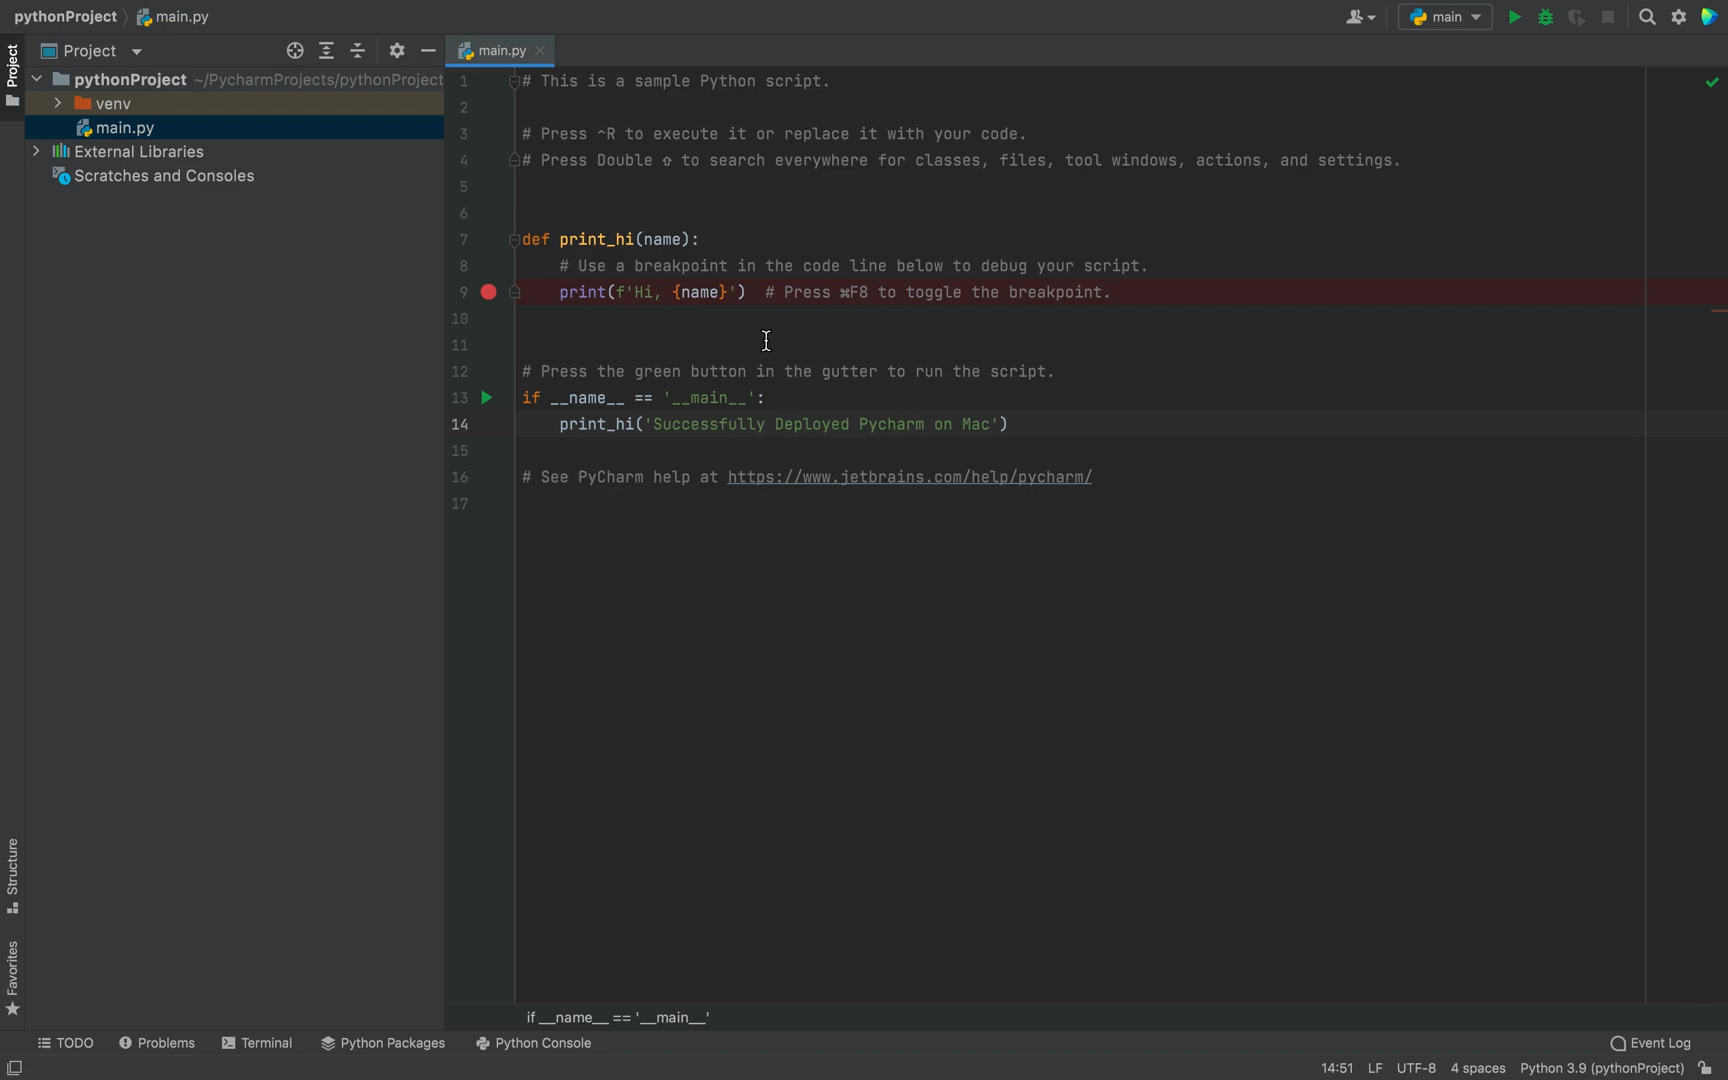 pythonProject main.py
main
Project
Project
main.py
pythonProject ~/PycharmProjects/pythonProject
venv
main.py
External Libraries
Scratches and Consoles
1 # This is a sample Python script.
2
3 # Press ^R to execute it or replace it with your code.
4 # Press Double ⇧ to search everywhere for classes, files, tool windows, actions, and settings.
5
6
7 def print_hi(name):
8 # Use a breakpoint in the code line below to debug your script.
9 print(f'Hi, {name}')  # Press ⌘F8 to toggle the breakpoint.
10
11
12 # Press the green button in the gutter to run the script.
13 if __name__ == '__main__':
14 print_hi('Successfully Deployed Pycharm on Mac')
15
16 # See PyCharm help at https://www.jetbrains.com/help/pycharm/
17
Structure
Favorites
if __name__ == '__main__'
TODO Problems Terminal Python Packages Python Console Event Log
14:51 LF UTF-8 4 spaces Python 3.9 (pythonProject)